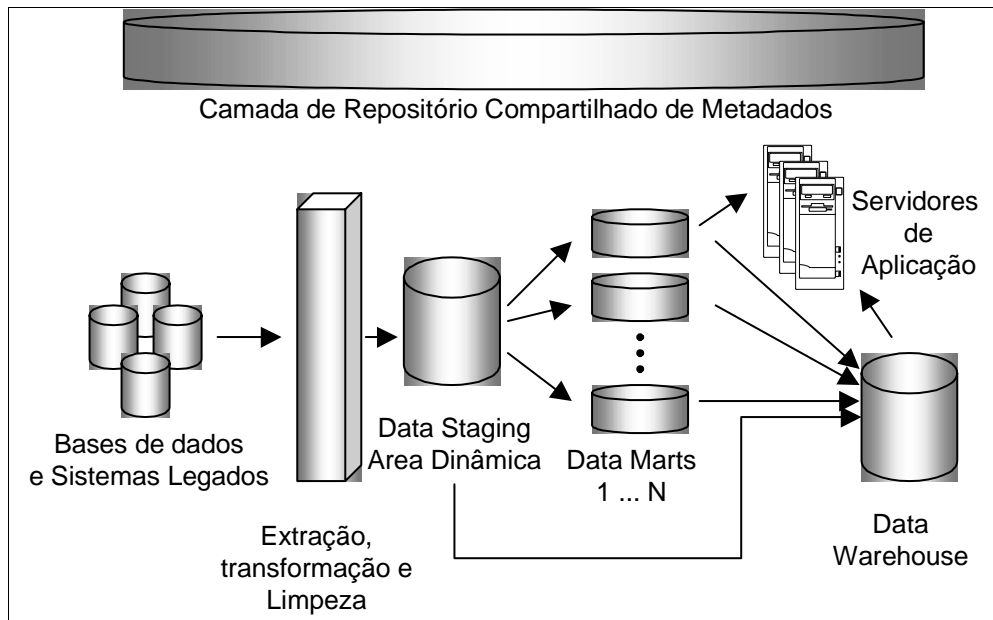 Camada de Repositório Compartilhado de Metadados
Servidores
de
Aplicação
Bases de dados
e Sistemas Legados
Data Staging
Area Dinâmica
Data Marts
1 ... N
Extração,
transformação e
Limpeza
Data
Warehouse